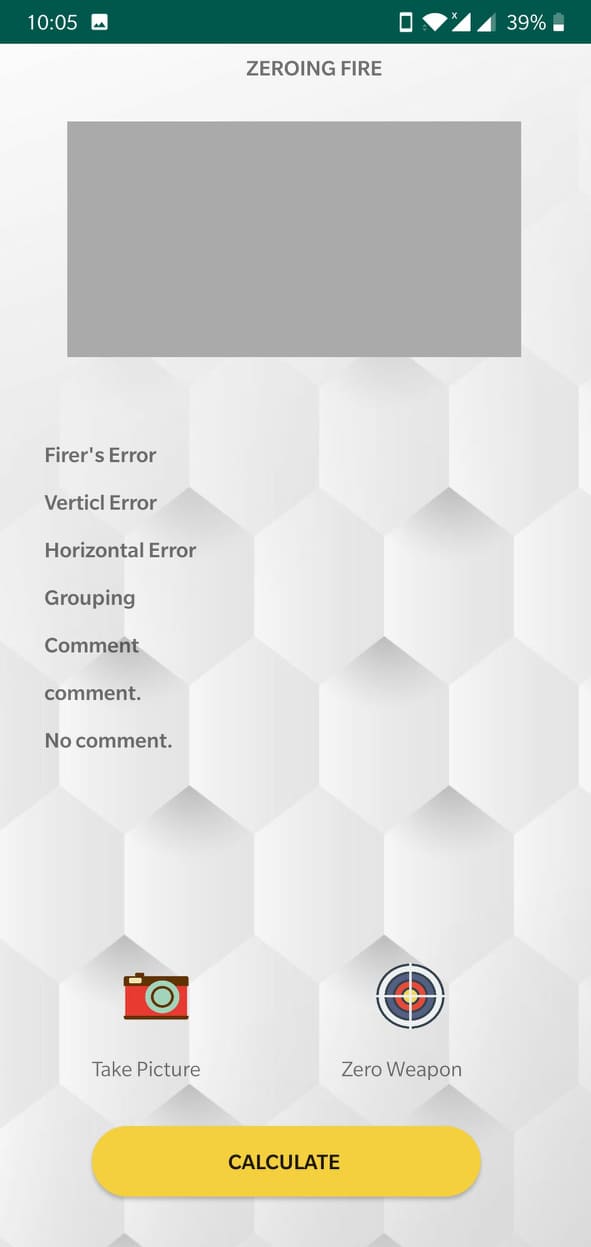 10:05
x
39%
ZEROING FIRE
Firer's Error
Verticl Error
Horizontal Error
Grouping
Comment
comment.
No comment.
Take Picture
Zero Weapon
CALCULATE